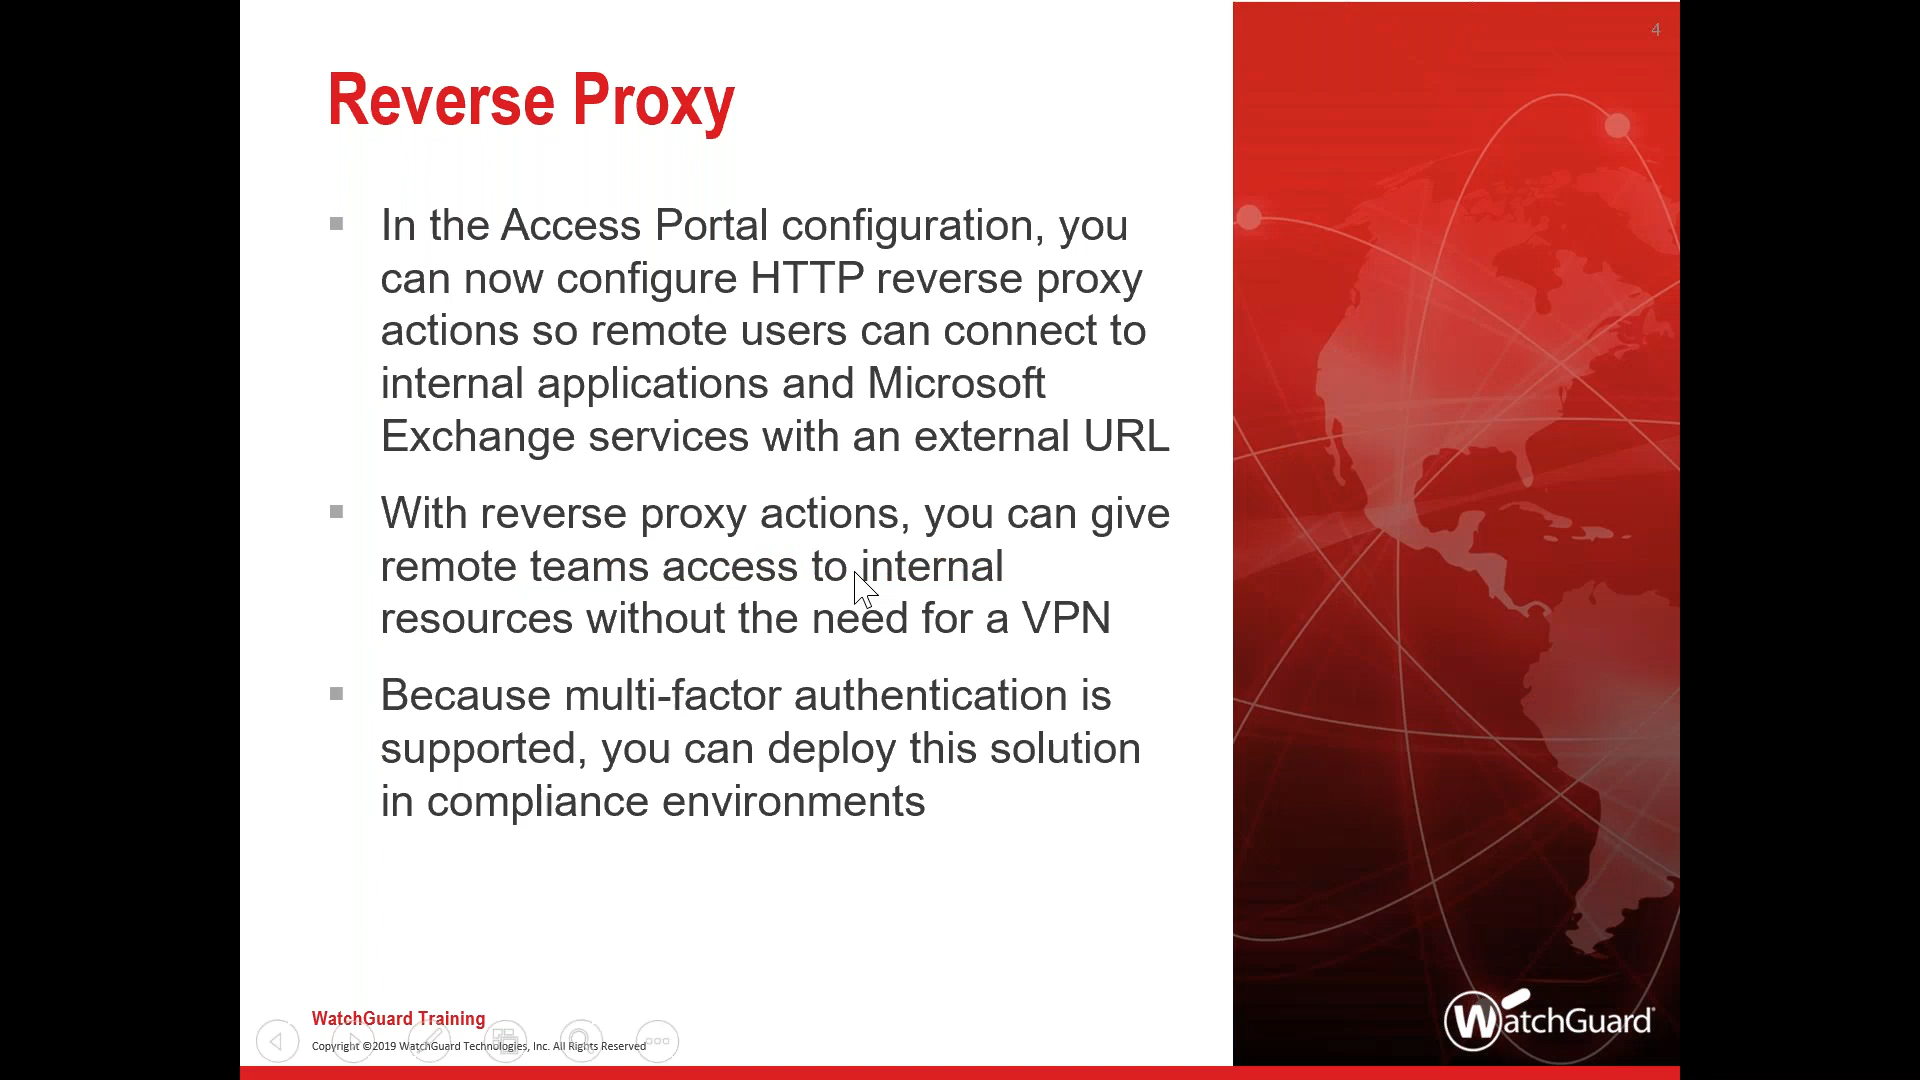 4
Reverse Proxy
In the Access Portal configuration, you
can now configure HTTP reverse proxy
actions so remote users can connect to
internal applications and Microsoft
Exchange services with an external URL
With reverse proxy actions, you can give
remote teams access to internal
resources without the need for a VPN
Because multi-factor authentication is
supported, you can deploy this solution
in compliance environments
WatchGuard Training
Copyright ©2019 WatchGuard Technologies, Inc. All Rights Reserved
WatchGuard